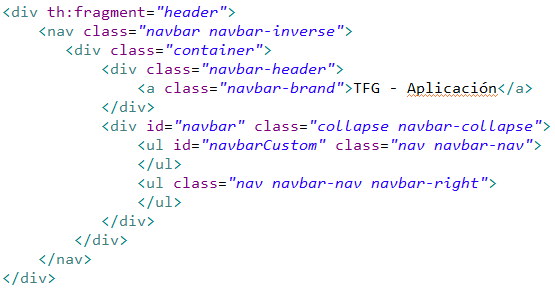 <div th:fragment="header">
    <nav class="navbar navbar-inverse">
       <div class="container">
           <div class="navbar-header">
               <a class="navbar-brand">TFG - Aplicación</a>
           </div>
           <div id="navbar" class="collapse navbar-collapse">
               <ul id="navbarCustom" class="nav navbar-nav">
               </ul>
               <ul class="nav navbar-nav navbar-right">
               </ul>
           </div>
        </div>
    </nav>
</div>